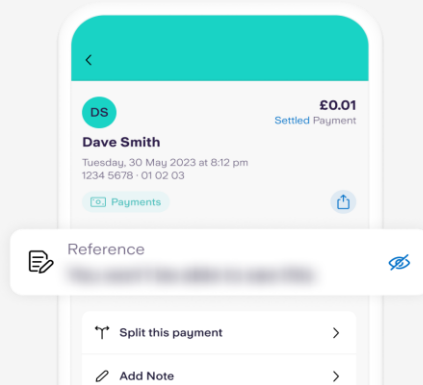 DS
£0.01
Settled Payment
Dave Smith
Tuesday, 30 May 2023 at 8:12 pm
1234 5678 · 01 02 03
Payments
Reference
Split this payment
Add Note